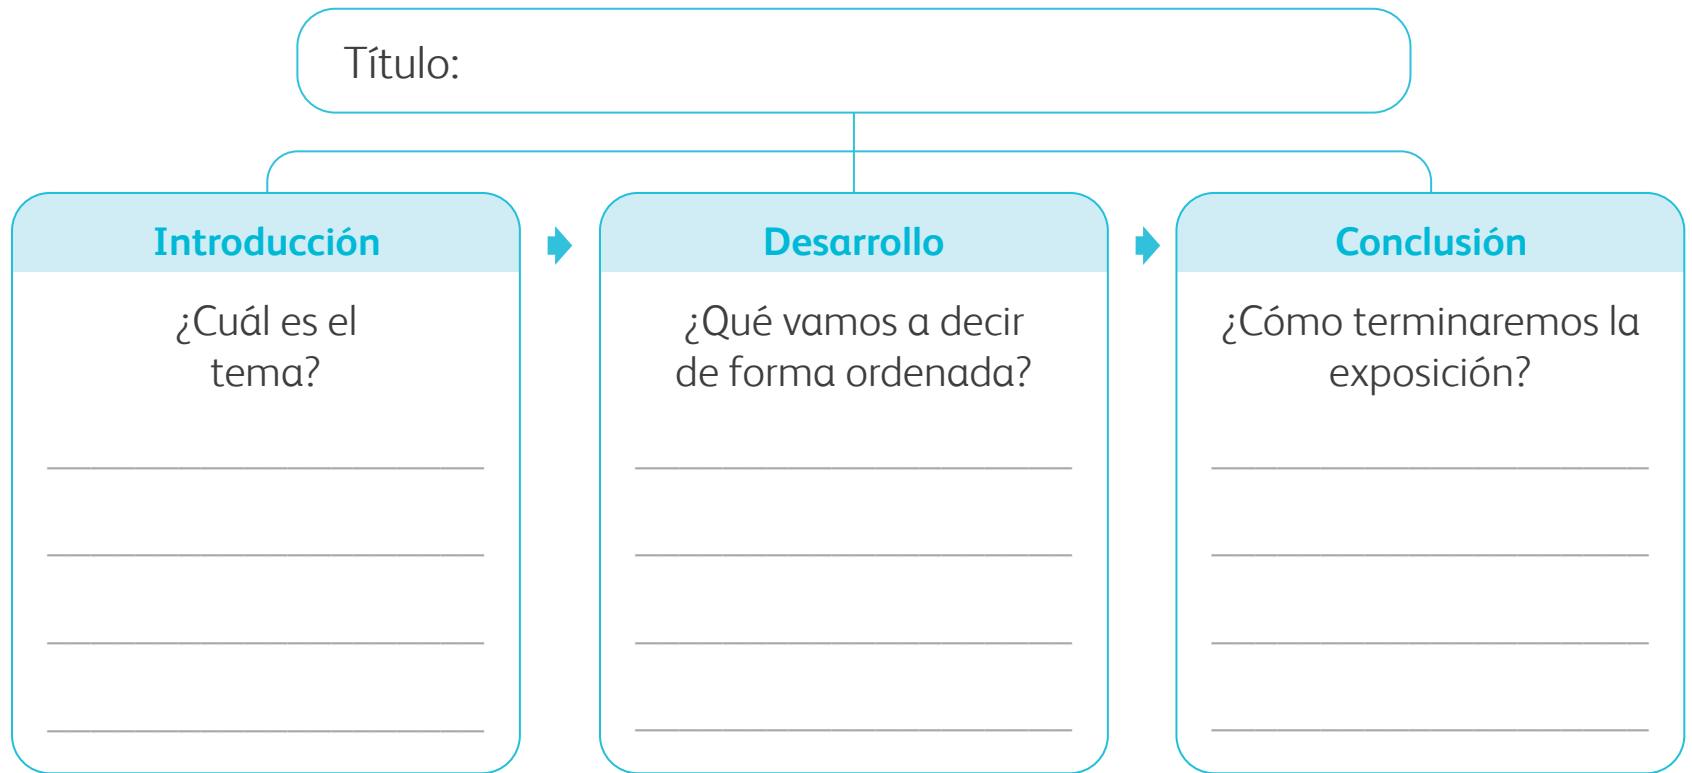 Título:
Introducción
¿Cuál es el
tema?
Desarrollo
¿Qué vamos a decir
de forma ordenada?
Conclusión
¿Cómo terminaremos la
exposición?